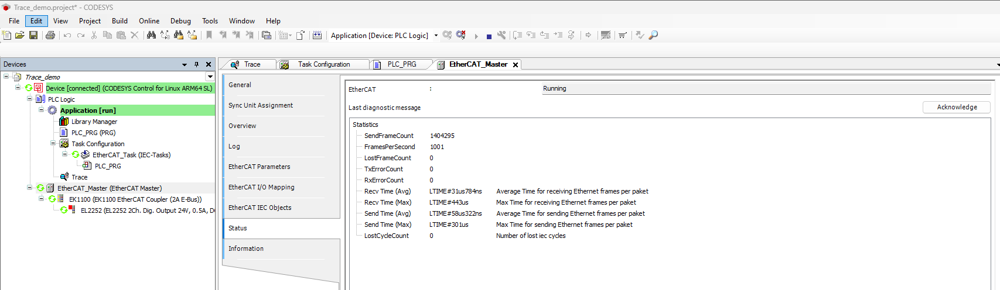 Trace_demo.project* - CODESYS
File Edit View Project Build Online Debug Tools Window Help
Application [Device: PLC Logic]
Devices
Trace Task Configuration PLC_PRG EtherCAT_Master
Trace_demo
Device [connected] (CODESYS Control for Linux ARM64 SL)
PLC Logic
Application [run]
Library Manager
PLC_PRG (PRG)
Task Configuration
EtherCAT_Task (IEC-Tasks)
PLC_PRG
Trace
EtherCAT_Master (EtherCAT Master)
EK1100 (EK1100 EtherCAT Coupler (2A E-Bus))
EL2252 (EL2252 2Ch. Dig. Output 24V, 0.5A, D
General
Sync Unit Assignment
Overview
Log
EtherCAT Parameters
EtherCAT I/O Mapping
EtherCAT IEC Objects
Status
Information
EtherCAT : Running
Last diagnostic message Acknowledge
Statistics
SendFrameCount 1404295
FramesPerSecond 1001
LostFrameCount 0
TxErrorCount 0
RxErrorCount 0
Recv Time (Avg) LTIME#31us784ns Average Time for receiving Ethernet frames per paket
Recv Time (Max) LTIME#443us Max Time for receiving Ethernet frames per paket
Send Time (Avg) LTIME#58us322ns Average Time for sending Ethernet frames per paket
Send Time (Max) LTIME#301us Max Time for sending Ethernet frames per paket
LostCycleCount 0 Number of lost iec cycles